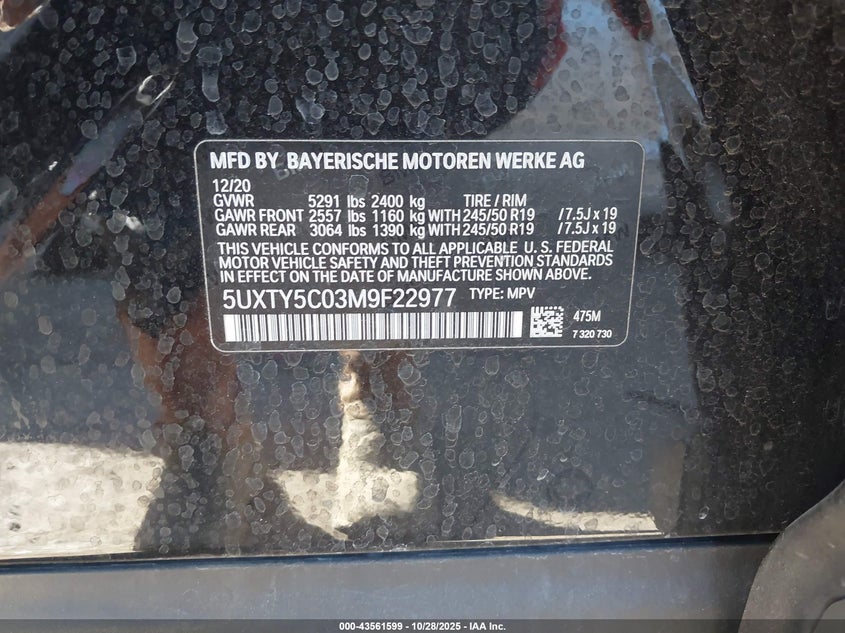 MFD BY BAYERISCHE MOTOREN WERKE AG
12/20
GVWR 5291 lbs 2400 kg TIRE / RIM
GAWR FRONT 2557 lbs 1160 kg WITH 245/50 R19 / 7.5J x 19
GAWR REAR 3064 lbs 1390 kg WITH 245/50 R19 / 7.5J x 19
THIS VEHICLE CONFORMS TO ALL APPLICABLE U. S. FEDERAL
MOTOR VEHICLE SAFETY AND THEFT PREVENTION STANDARDS
IN EFFECT ON THE DATE OF MANUFACTURE SHOWN ABOVE.
5UXTY5C03M9F22977 TYPE: MPV
475M
7 320 730
000-43561599 - 10/28/2025 - IAA Inc.